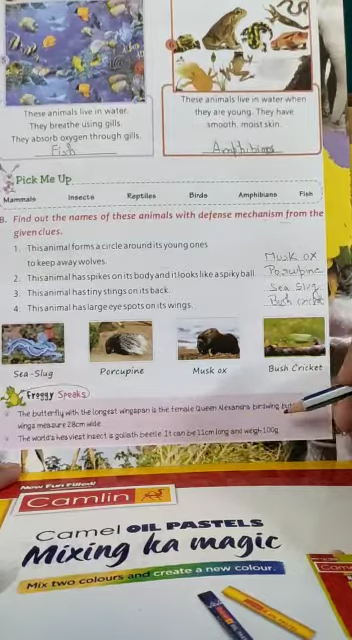 These animals live in water.
They breathe using gills.
They absorb oxygen through gills.
Fish
These animals live in water when
they are young. They have
smooth, moist skin.
Amphibians
Pick Me Up
Mammals Insects Reptiles Birds Amphibians Fish
B. Find out the names of these animals with defense mechanism from the
given clues.
1. This animal forms a circle around its young ones
to keep away wolves.
Musk ox
2. This animal has spikes on its body and it looks like a spiky ball.
Porcupine
3. This animal has tiny stings on its back.
Sea Slug
4. This animal has large eye spots on its wings.
Bush cricket
Sea-Slug Porcupine Musk ox Bush Cricket
Froggy Speaks
The butterfly with the longest wingspan is the female Queen Alexandra birdwing
wings measure 28cm wide
The world's heaviest insect is goliath beetle. It can be 11cm long and weigh 100g
Now Fun Filled!
Camlin
Camel OIL PASTELS
Mixing ka magic
Mix two colours and create a new colour.